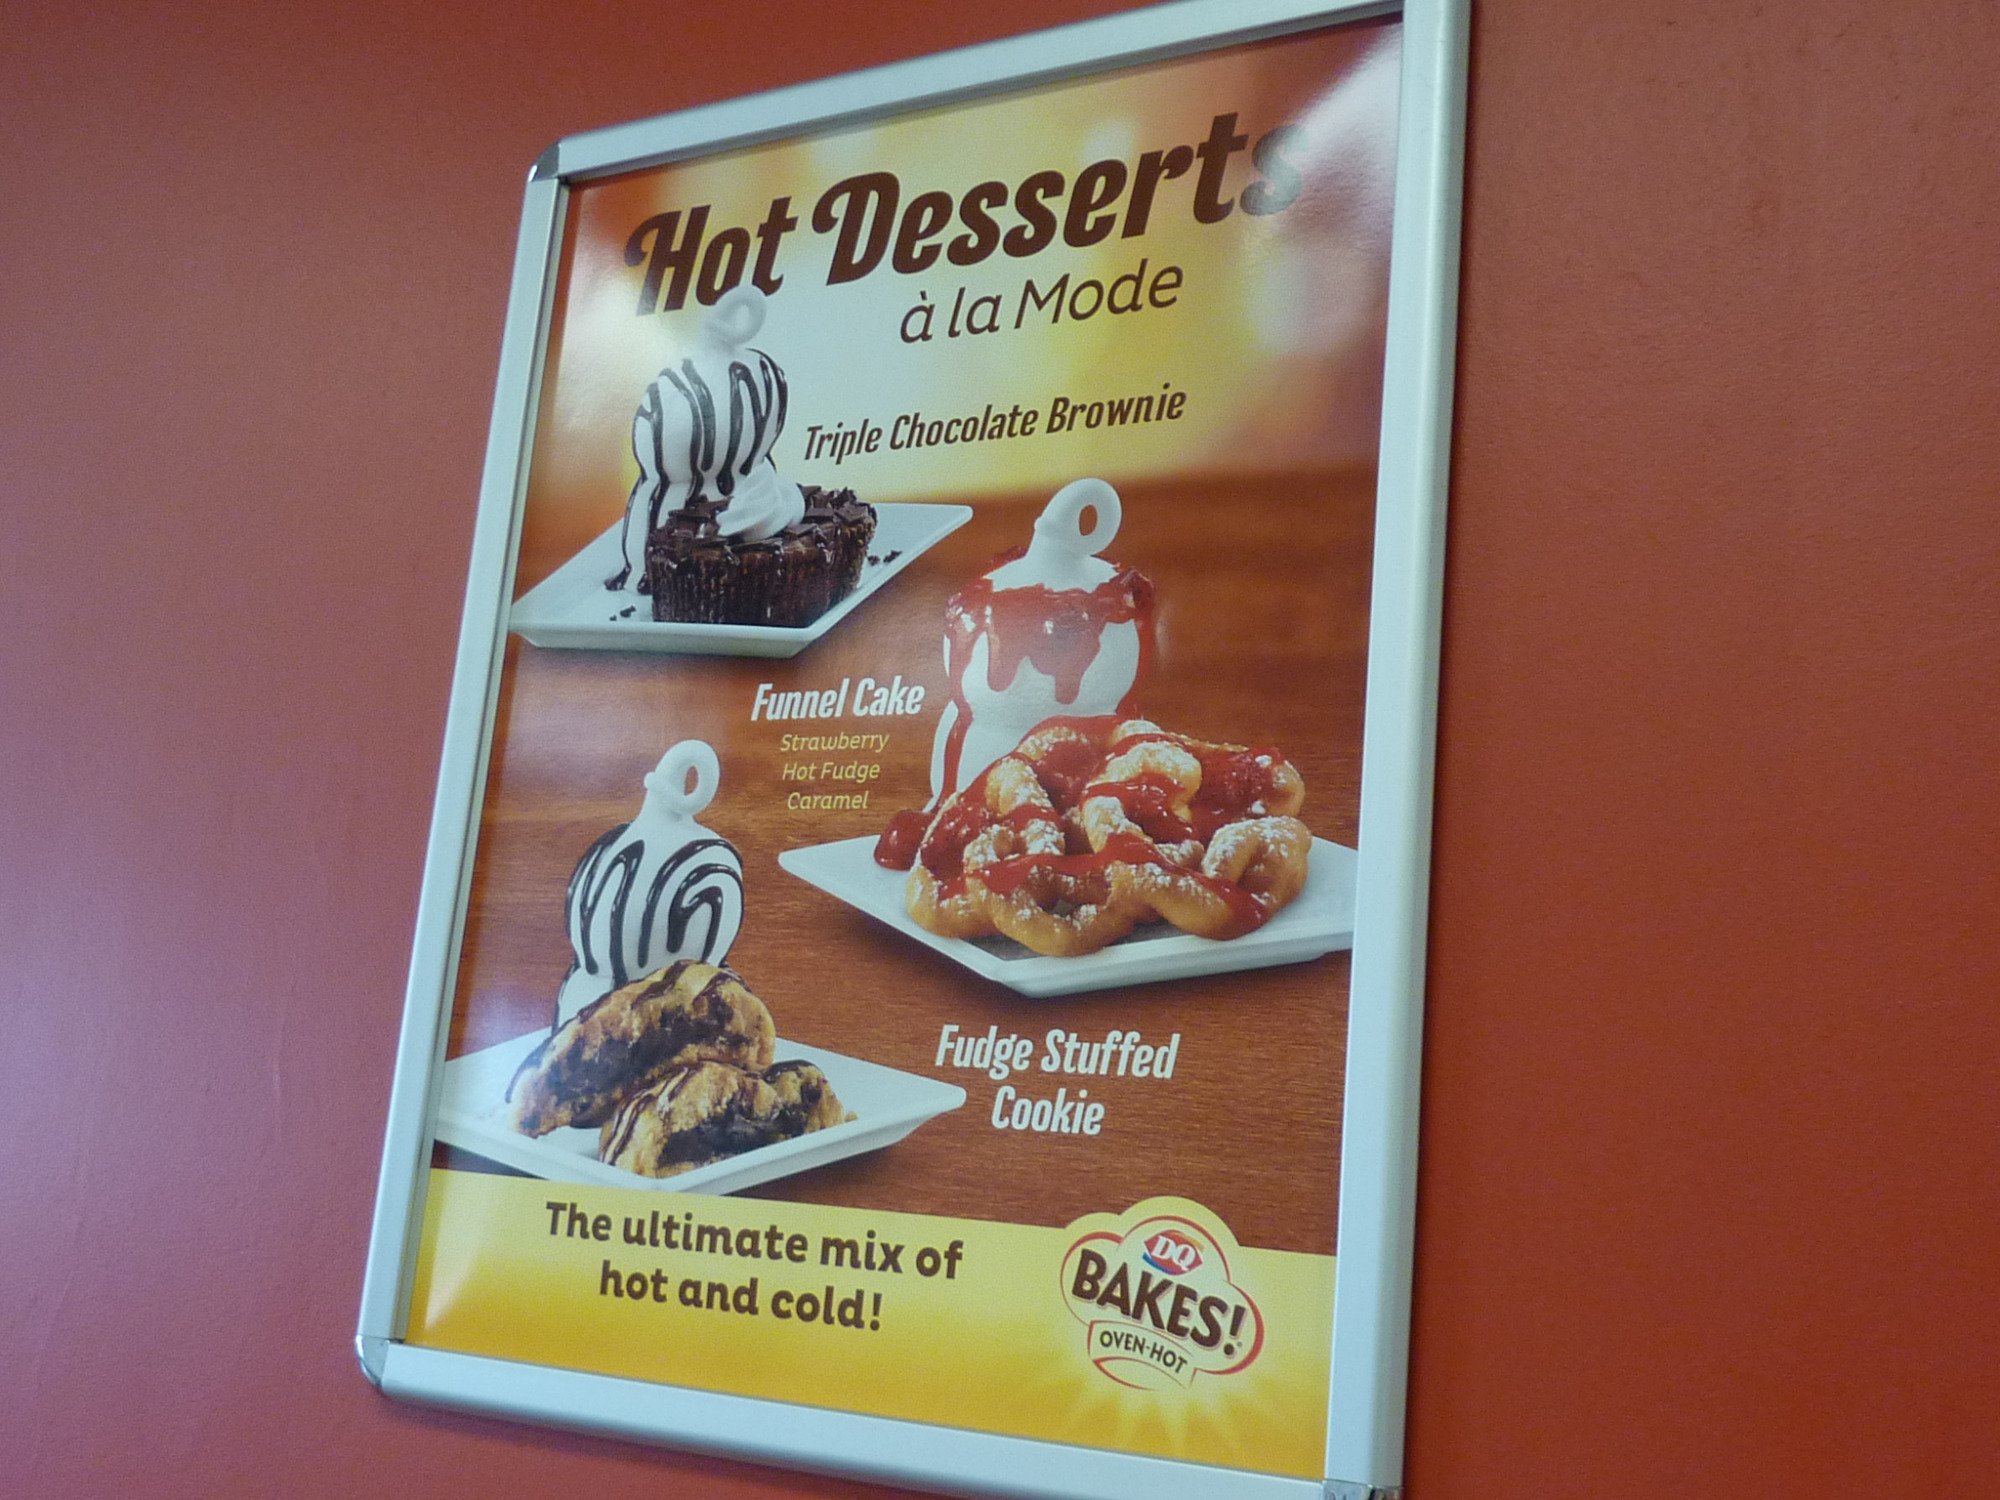 Hot Desserts
à la Mode
Triple Chocolate Brownie
Funnel Cake
Strawberry
Hot Fudge
Caramel
Fudge Stuffed
Cookie
The ultimate mix of
hot and cold!
DQ
BAKES!
OVEN-HOT